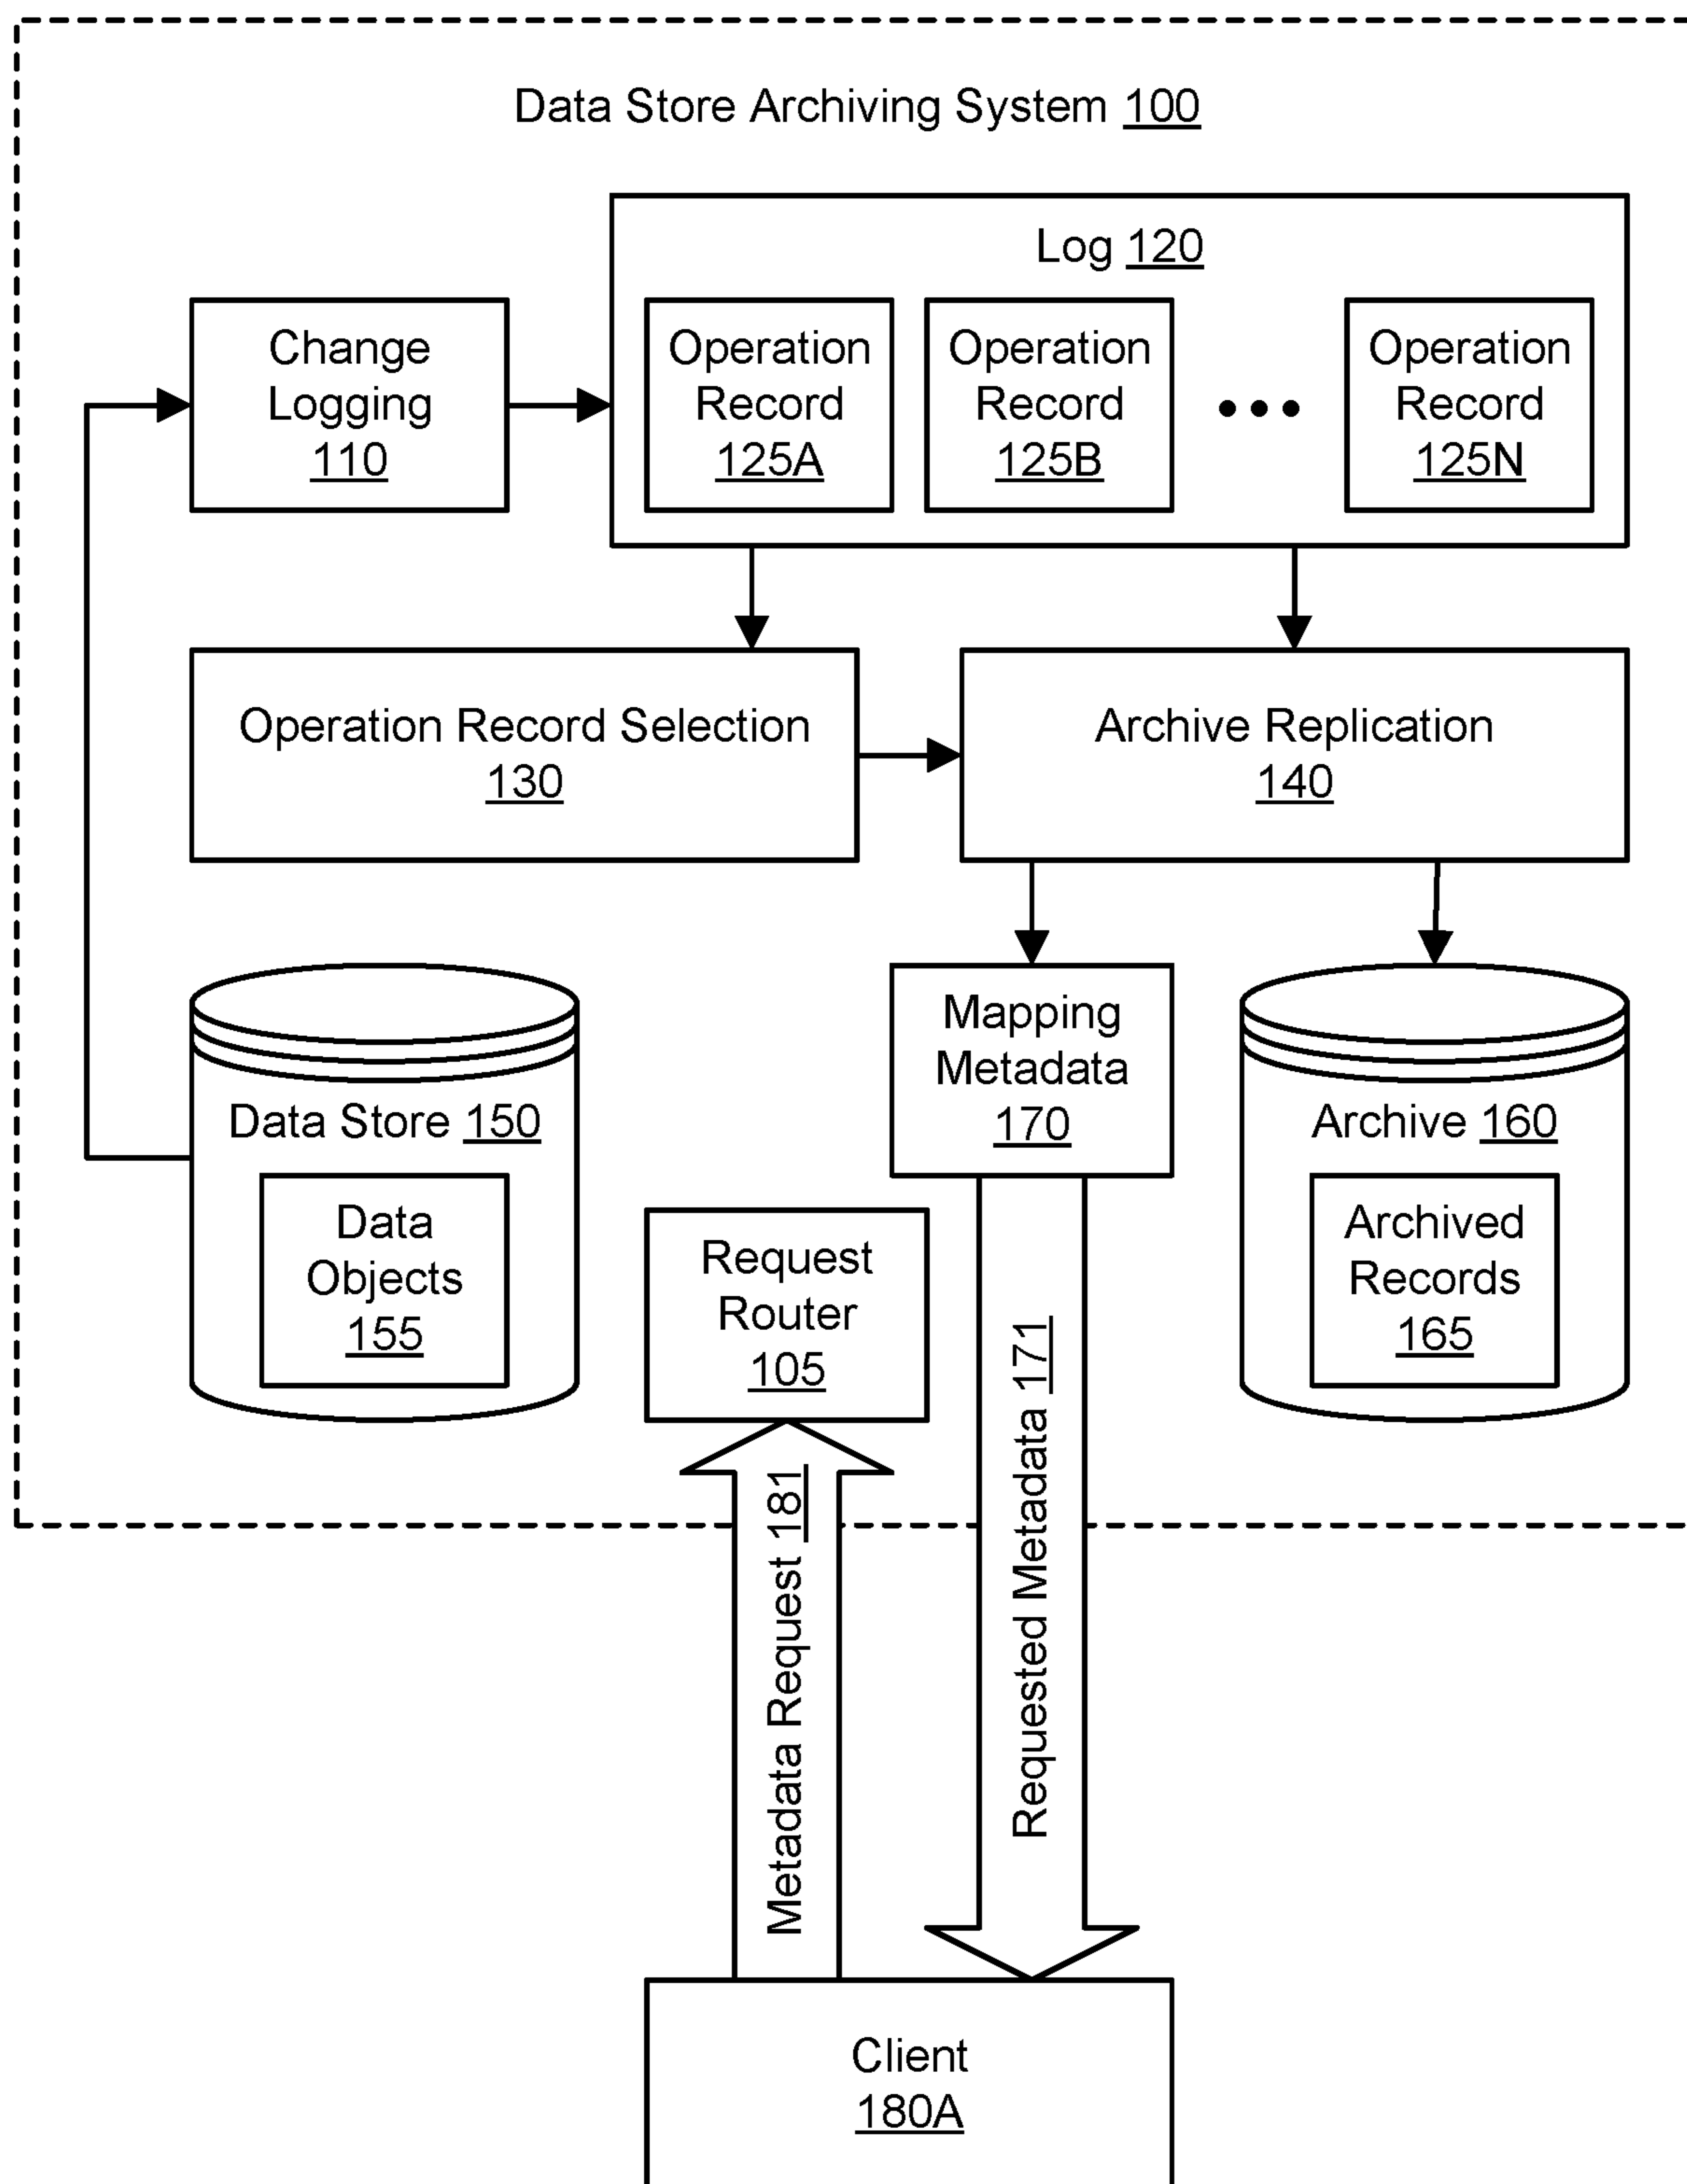 Data Store Archiving System 100
Log 120
Change
Logging
110
Operation
Record
125A
Operation
Record
125B
Operation
Record
125N
Operation Record Selection
130
Archive Replication
140
Data Store 150
Data
Objects
155
Mapping
Metadata
170
Archive 160
Archived
Records
165
Request
Router
105
Metadata Request 181
Requested Metadata 171
Client
180A